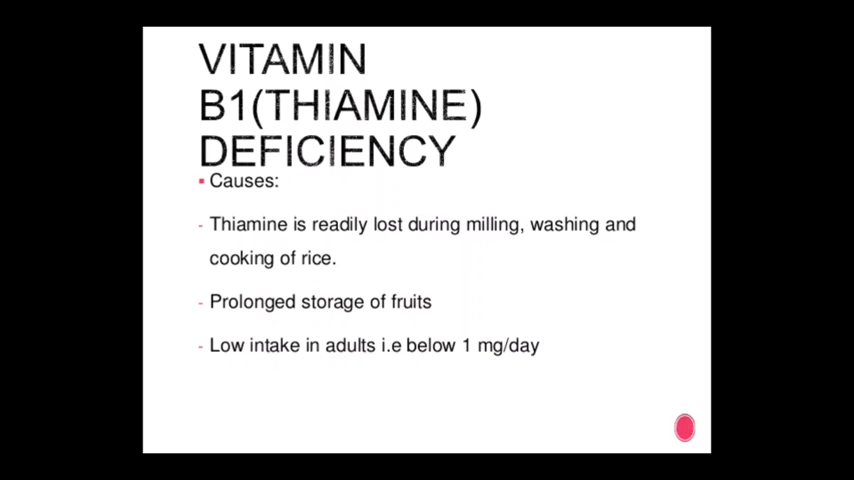 VITAMIN
B1(THIAMINE)
DEFICIENCY
▪ Causes:
- Thiamine is readily lost during milling, washing and
cooking of rice.
- Prolonged storage of fruits
- Low intake in adults i.e below 1 mg/day